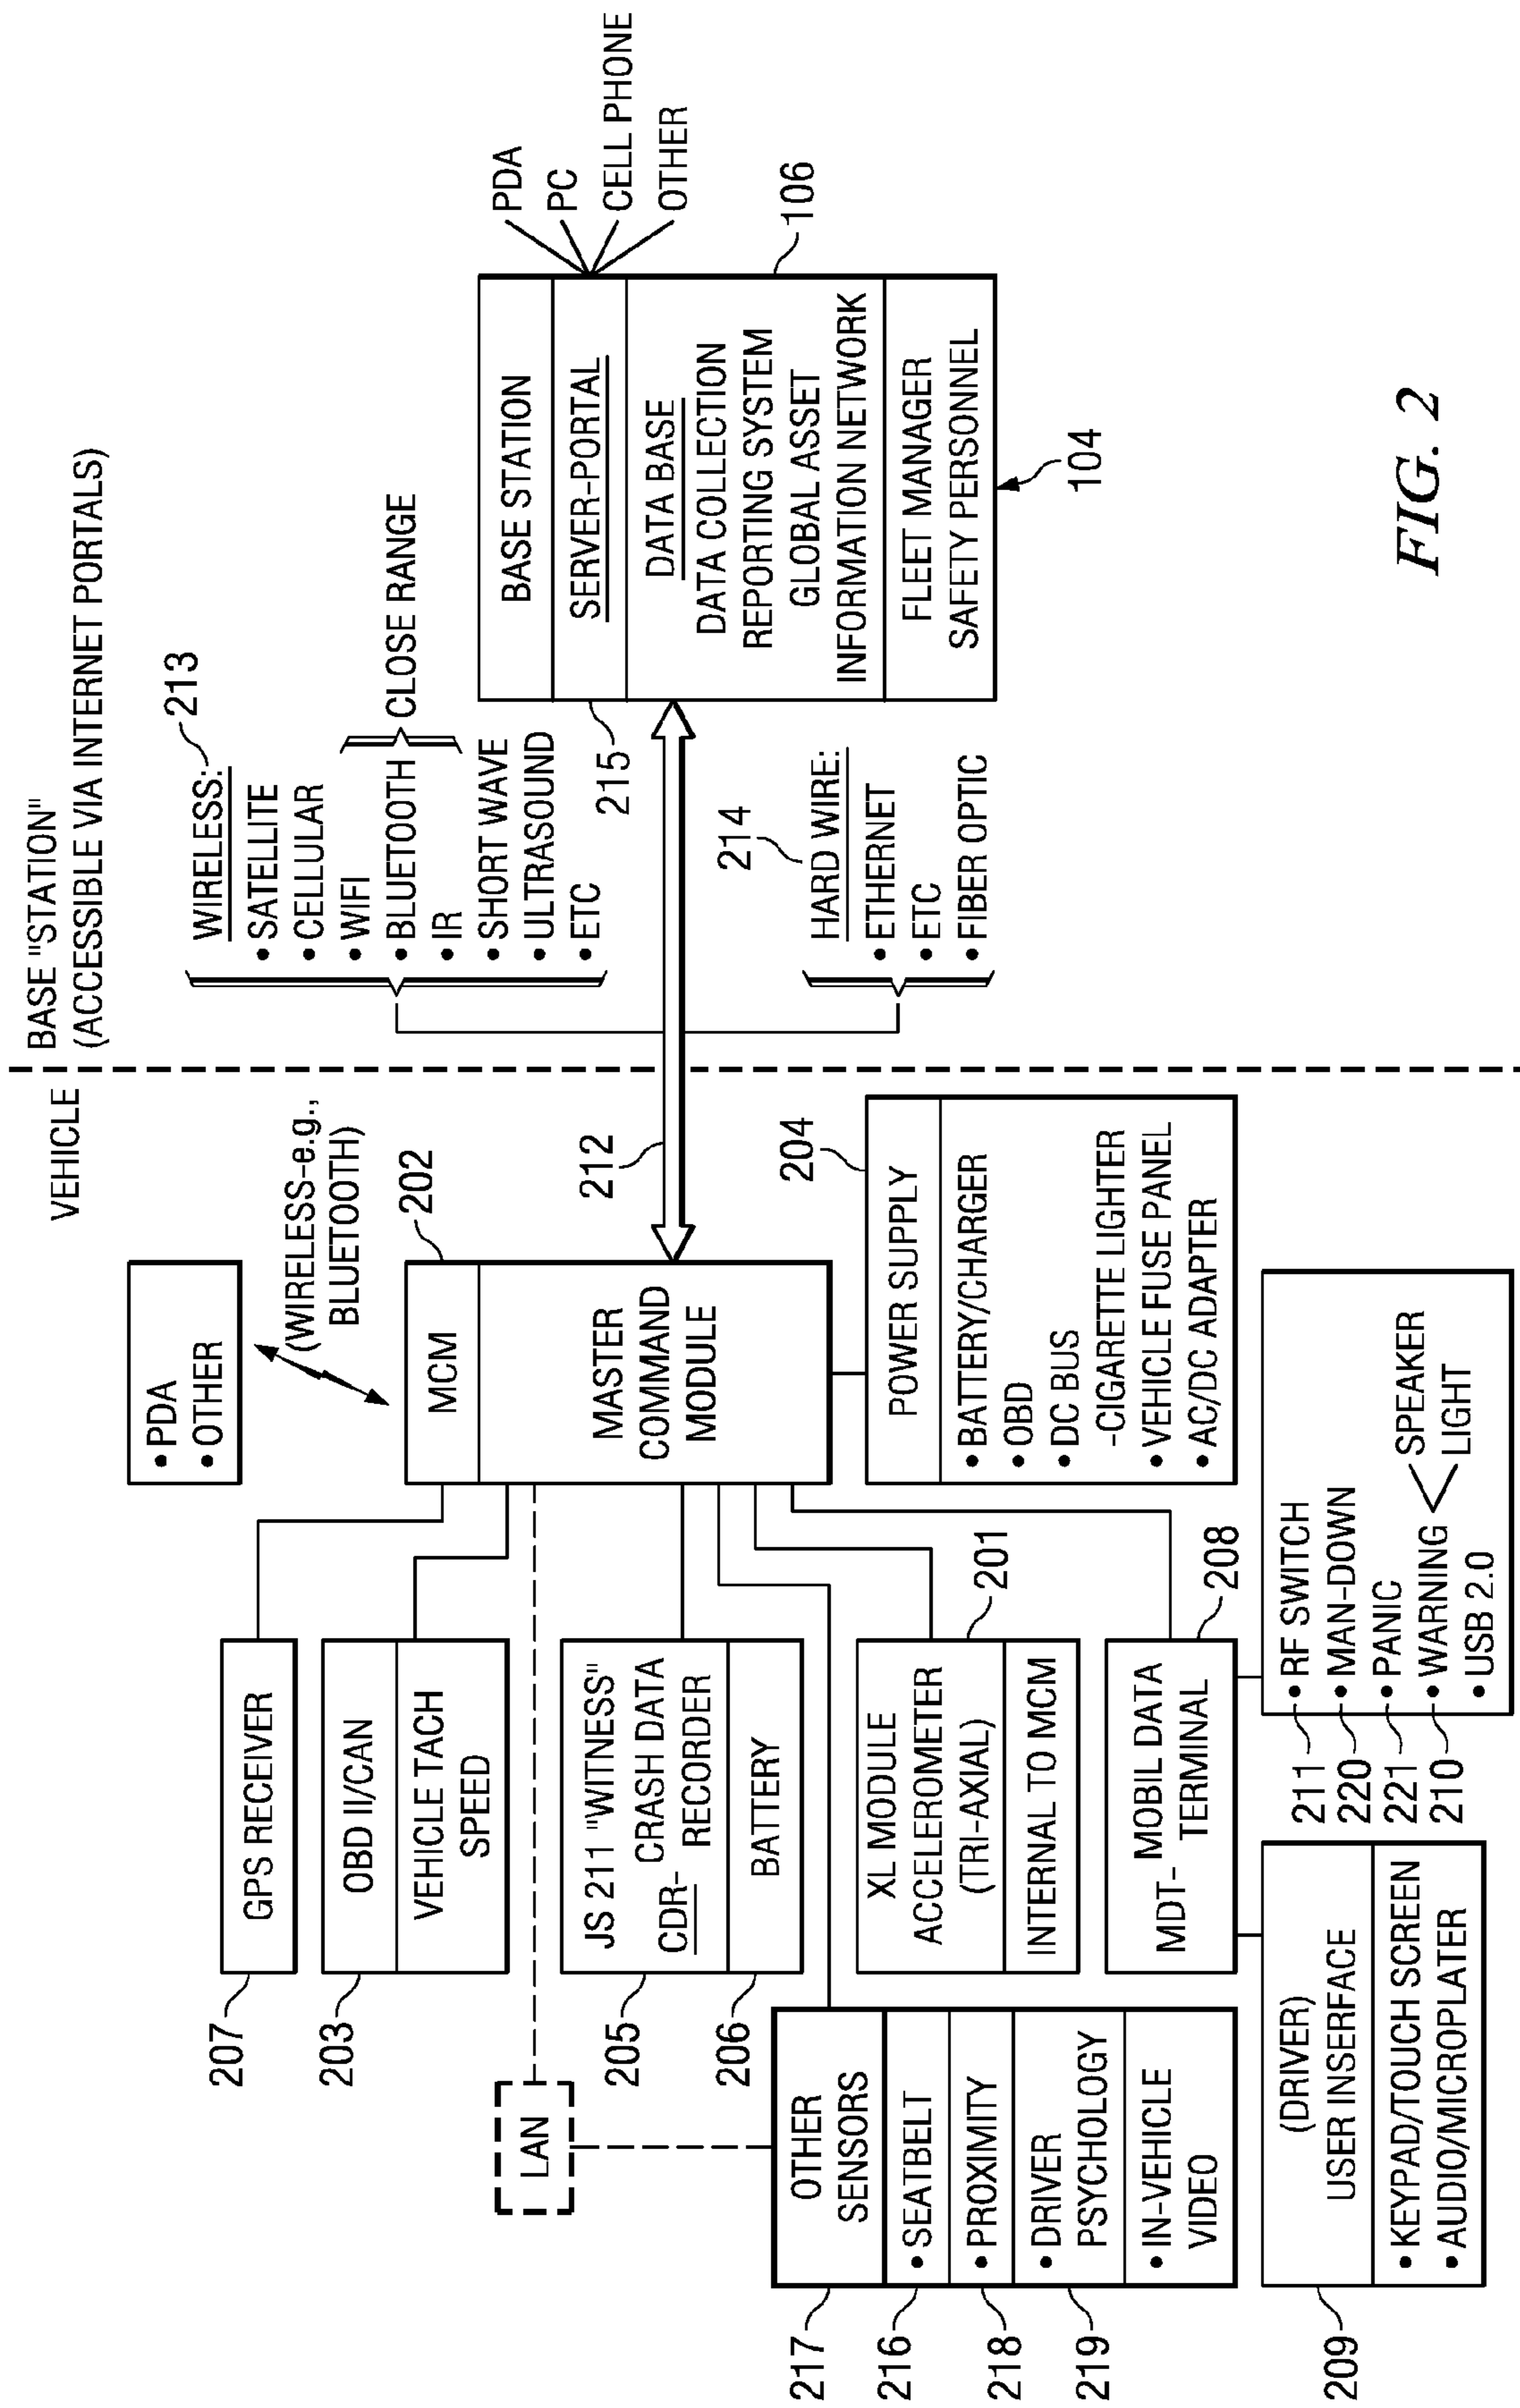 VEHICLE
BASE "STATION"
(ACCESSIBLE VIA INTERNET PORTALS)
• PDA
• OTHER
(WIRELESS-e.g.,
BLUETOOTH)
207
GPS RECEIVER
203
OBD II/CAN
VEHICLE TACH
SPEED
LAN
205
JS 211 "WITNESS"
CDR- CRASH DATA
RECORDER
206
BATTERY
202
MCM
MASTER
COMMAND
MODULE
212
WIRELESS:
213
• SATELLITE
• CELLULAR
• WIFI
• BLUETOOTH
• IR
CLOSE RANGE
• SHORT WAVE
• ULTRASOUND
• ETC
215
BASE STATION
SERVER-PORTAL
DATA BASE
DATA COLLECTION
REPORTING SYSTEM
GLOBAL ASSET
INFORMATION NETWORK
FLEET MANAGER
SAFETY PERSONNEL
PDA
PC
CELL PHONE
OTHER
106
104
214
HARD WIRE:
• ETHERNET
• ETC
• FIBER OPTIC
217
OTHER
SENSORS
216
• SEATBELT
218
• PROXIMITY
219
• DRIVER
PSYCHOLOGY
• IN-VEHICLE
VIDEO
XL MODULE
ACCELEROMETER
(TRI-AXIAL)
201
INTERNAL TO MCM
204
POWER SUPPLY
• BATTERY/CHARGER
• OBD
• DC BUS
-CIGARETTE LIGHTER
• VEHICLE FUSE PANEL
• AC/DC ADAPTER
MDT- MOBIL DATA
TERMINAL
208
209
(DRIVER)
USER INSERFACE
• KEYPAD/TOUCH SCREEN
• AUDIO/MICROPLATER
211
• RF SWITCH
220
• MAN-DOWN
221
• PANIC
210
• WARNING
SPEAKER
LIGHT
• USB 2.0
FIG. 2